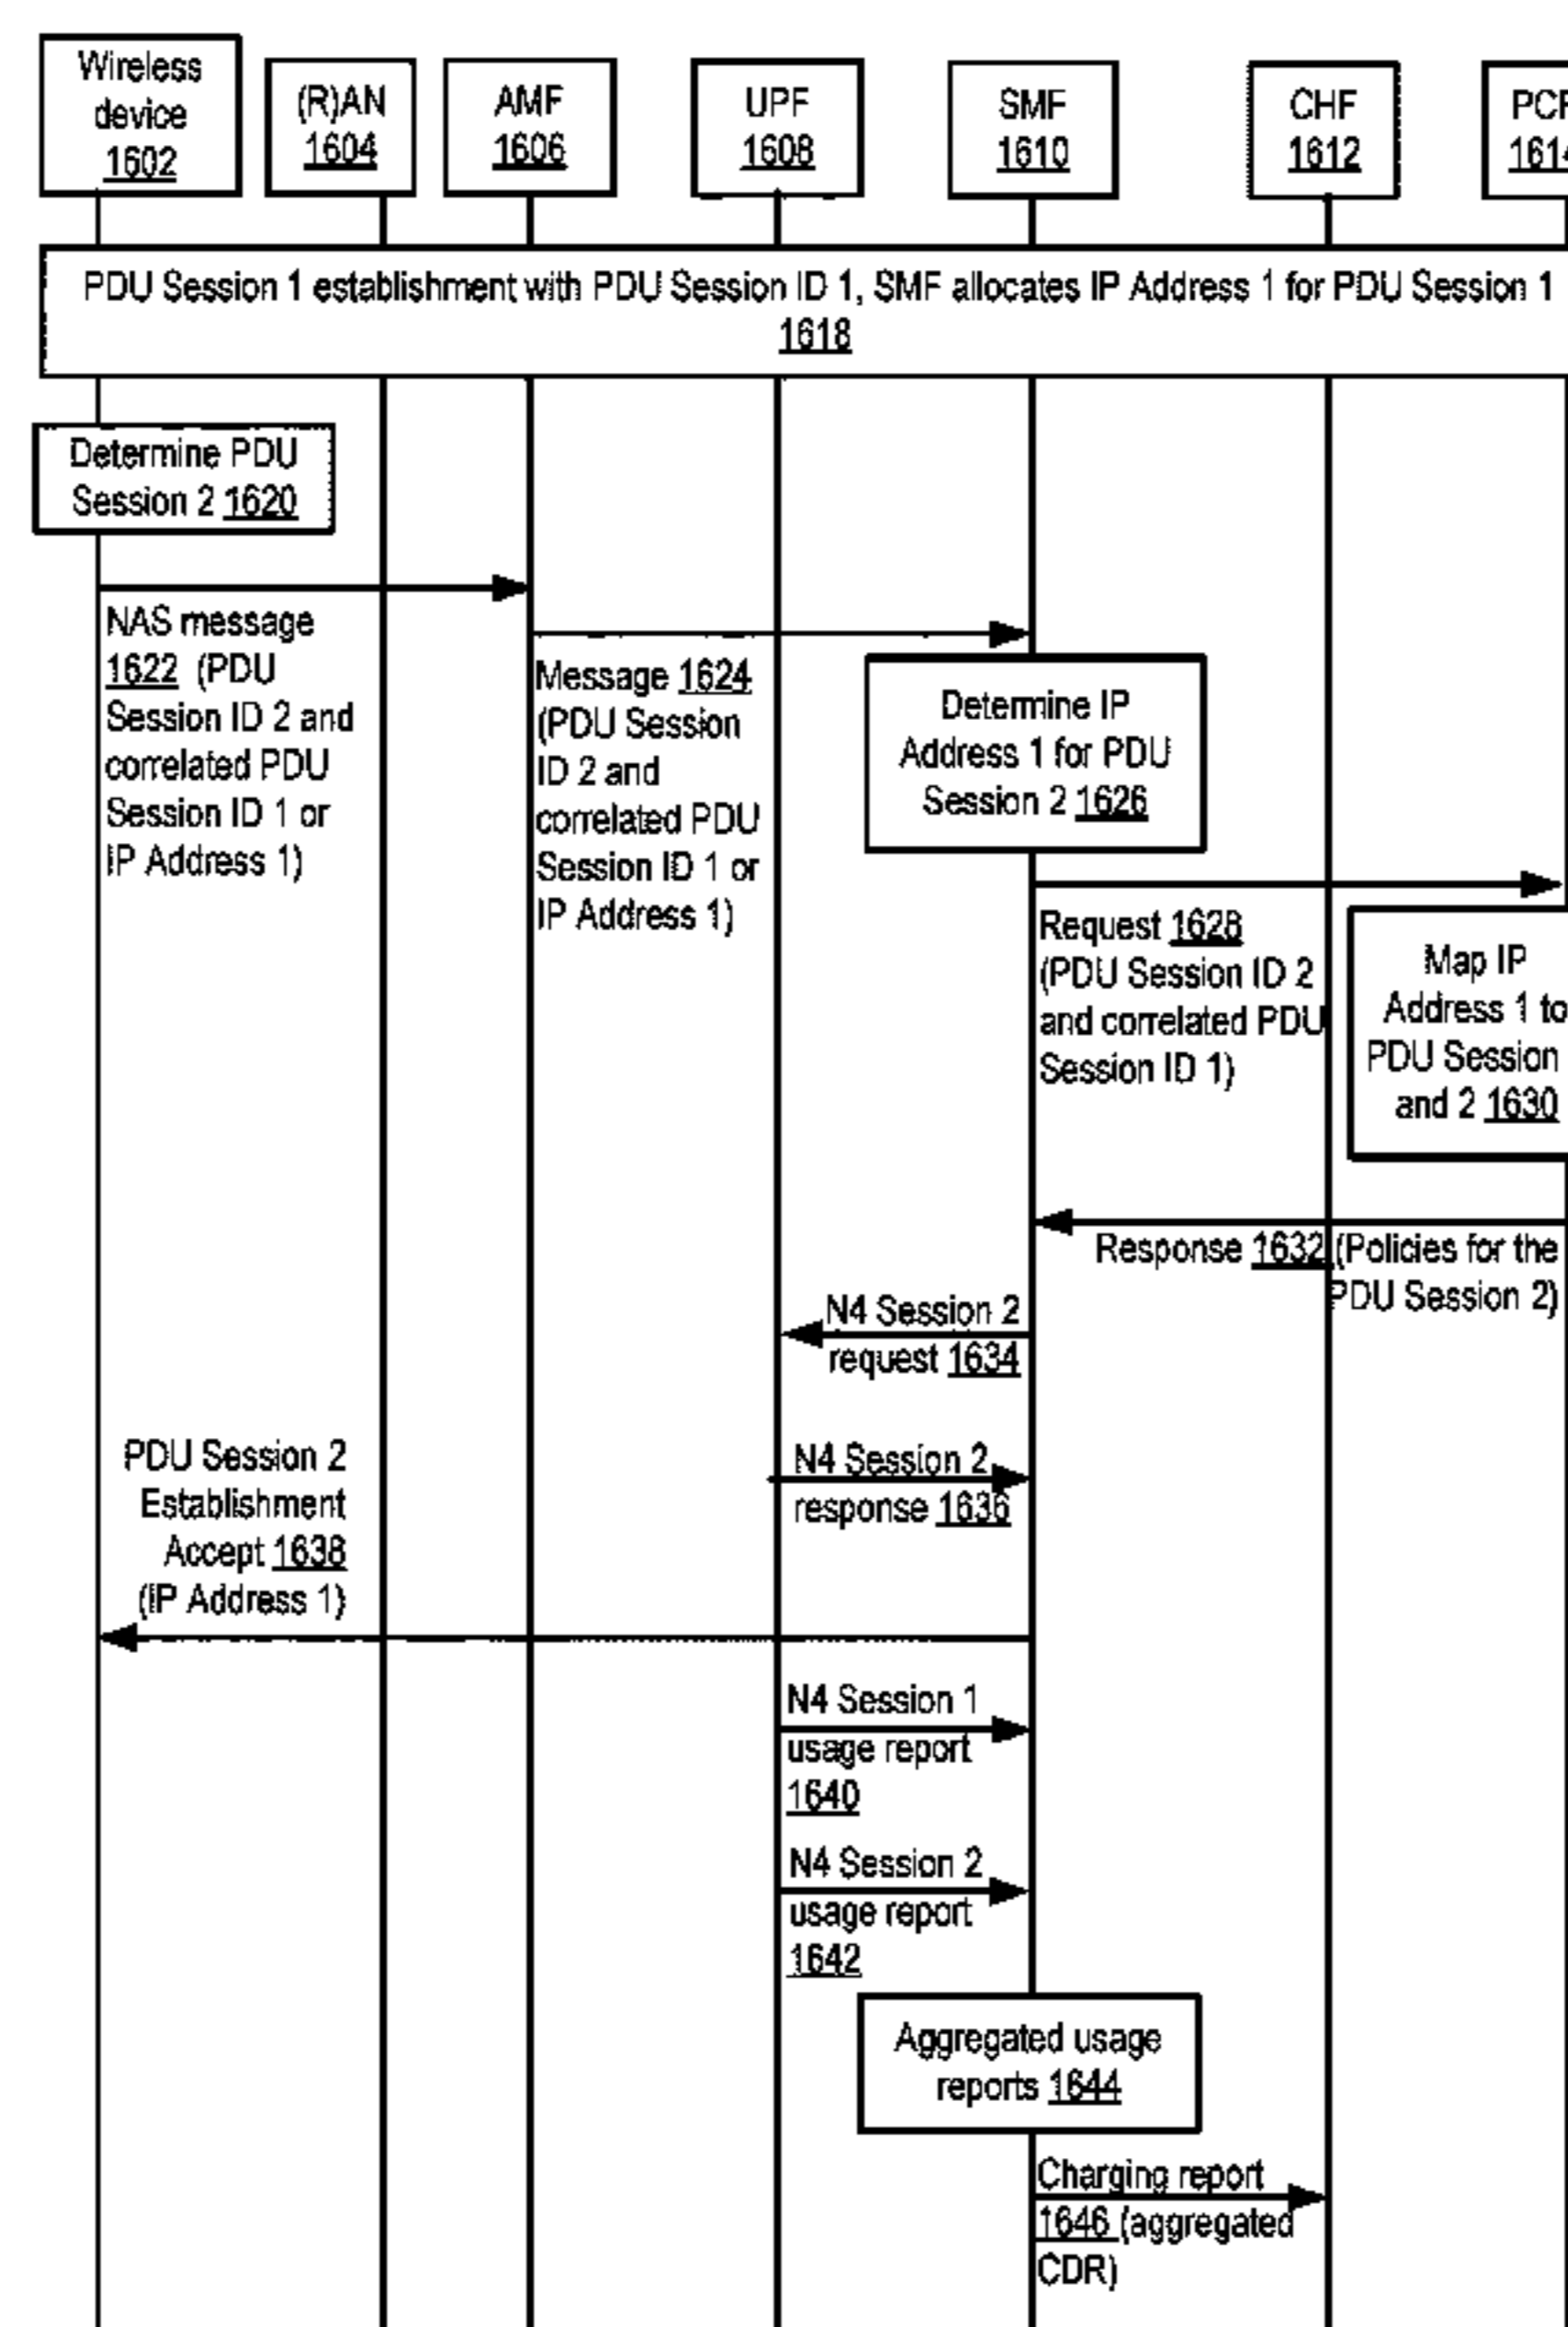 Wireless
device
1602
(R)AN
1604
AMF
1606
UPF
1608
SMF
1610
CHF
1612
PDU Session 1 establishment with PDU Session ID 1, SMF allocates IP Address 1 for PDU Session 1
1618
Determine PDU
Session 2 1620
NAS message
1622 (PDU
Session ID 2 and
correlated PDU
Session ID 1 or
IP Address 1)
Message 1624
(PDU Session
ID 2 and
correlated PDU
Session ID 1 or
IP Address 1)
Determine IP
Address 1 for PDU
Session 2 1626
Request 1628
(PDU Session ID 2
and correlated PDU
Session ID 1)
Map IP
Address 1 to
PDU Session
and 2 1630
Response 1632 (Policies for the
PDU Session 2)
N4 Session 2
request 1634
N4 Session 2
response 1636
PDU Session 2
Establishment
Accept 1638
(IP Address 1)
N4 Session 1
usage report
1640
N4 Session 2
usage report
1642
Aggregated usage
reports 1644
Charging report
1646 (aggregated
CDR)